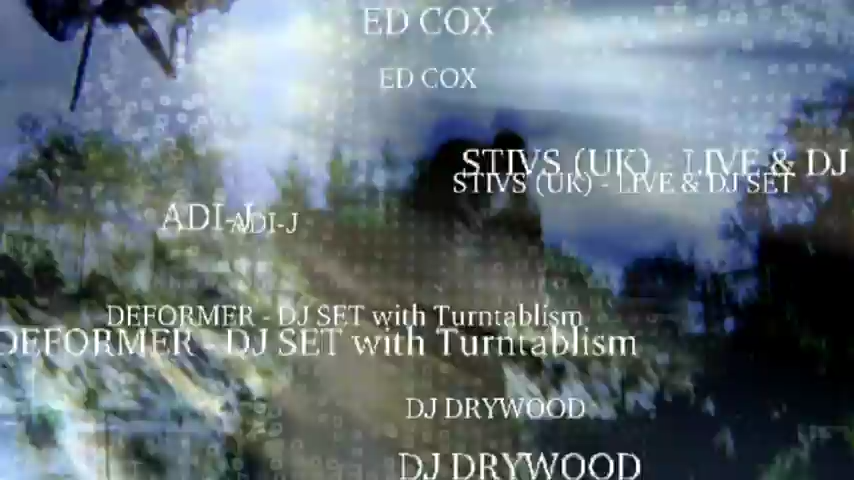 ED COX
ED COX
STIVS (UK) - LIVE & DJ
STIVS (UK) - LIVE & DJ SET
ADI-J
ADI-J
DEFORMER - DJ SET with Turntablism
DEFORMER - DJ SET with Turntablism
DJ DRYWOOD
DJ DRYWOOD